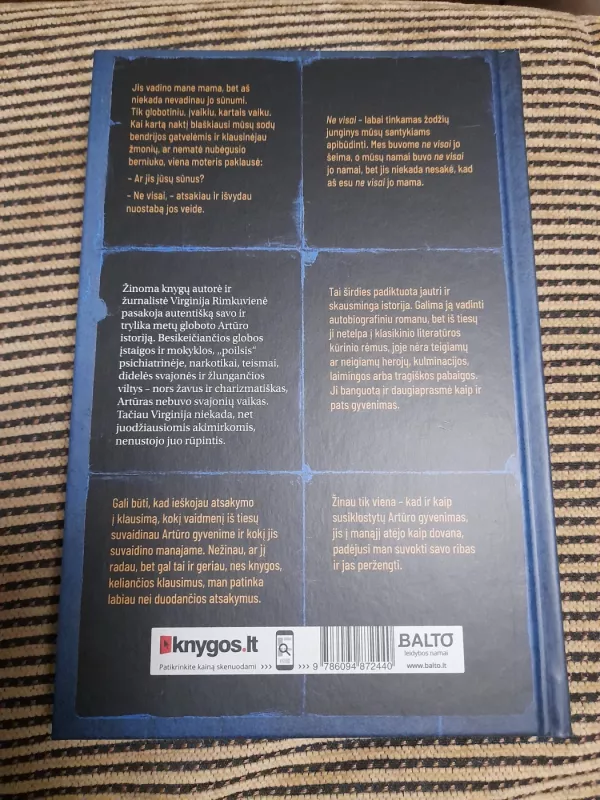 Jis vadino mane mama, bet aš
niekada nevadinau jo sūnumi.
Tik globotiniu, įvaikiu, kartais vaiku.
Kai kartą naktį blaškiausi mūsų sodų
bendrijos gatvelėmis ir klausinėjau
žmonių, ar nematė nubėgusio
berniuko, viena moteris paklausė:
– Ar jis jūsų sūnus?
– Ne visai, – atsakiau ir išvydau
nuostabą jos veide.
Ne visai – labai tinkamas žodžių
junginys mūsų santykiams
apibūdinti. Mes buvome ne visai jo
šeima, o mūsų namai buvo ne visai
jo namai, bet jis niekada nesakė, kad
aš esu ne visai jo mama.
Žinoma knygų autorė ir
žurnalistė Virginija Rimkuvienė
pasakoja autentišką savo ir
trylika metų globoto Artūro
istoriją. Besikeičiančios globos
įstaigos ir mokyklos, „poilsis“
psichiatrinėje, narkotikai, teismai,
didelės svajonės ir žlungančios
viltys – nors žavus ir charizmatiškas,
Artūras nebuvo svajonių vaikas.
Tačiau Virginija niekada, net
juodžiausiomis akimirkomis,
nenustojo juo rūpintis.
Tai širdies padiktuota jautri ir
skausminga istorija. Galima ją vadinti
autobiografiniu romanu, bet iš tiesų
ji netelpa į klasikinio literatūros
kūrinio rėmus, joje nėra teigiamų
ar neigiamų herojų, kulminacijos,
laimingos arba tragiškos pabaigos.
Ji banguota ir daugiaprasmė kaip ir
pats gyvenimas.
Gali būti, kad ieškojau atsakymo
į klausimą, kokį vaidmenį iš tiesų
suvaidinau Artūro gyvenime ir kokį jis
suvaidino manajame. Nežinau, ar jį
radau, bet gal tai ir geriau, nes knygos,
keliančios klausimus, man patinka
labiau nei duodančios atsakymus.
Žinau tik viena – kad ir kaip
susiklostytų Artūro gyvenimas,
jis į manąjį atėjo kaip dovana,
padėjusi man suvokti savo ribas
ir jas peržengti.
knygos.lt
Patikrinkite kainą skenuodami >>>
>>>
9 786094 872440
BALTO
leidybos namai
www.balto.lt